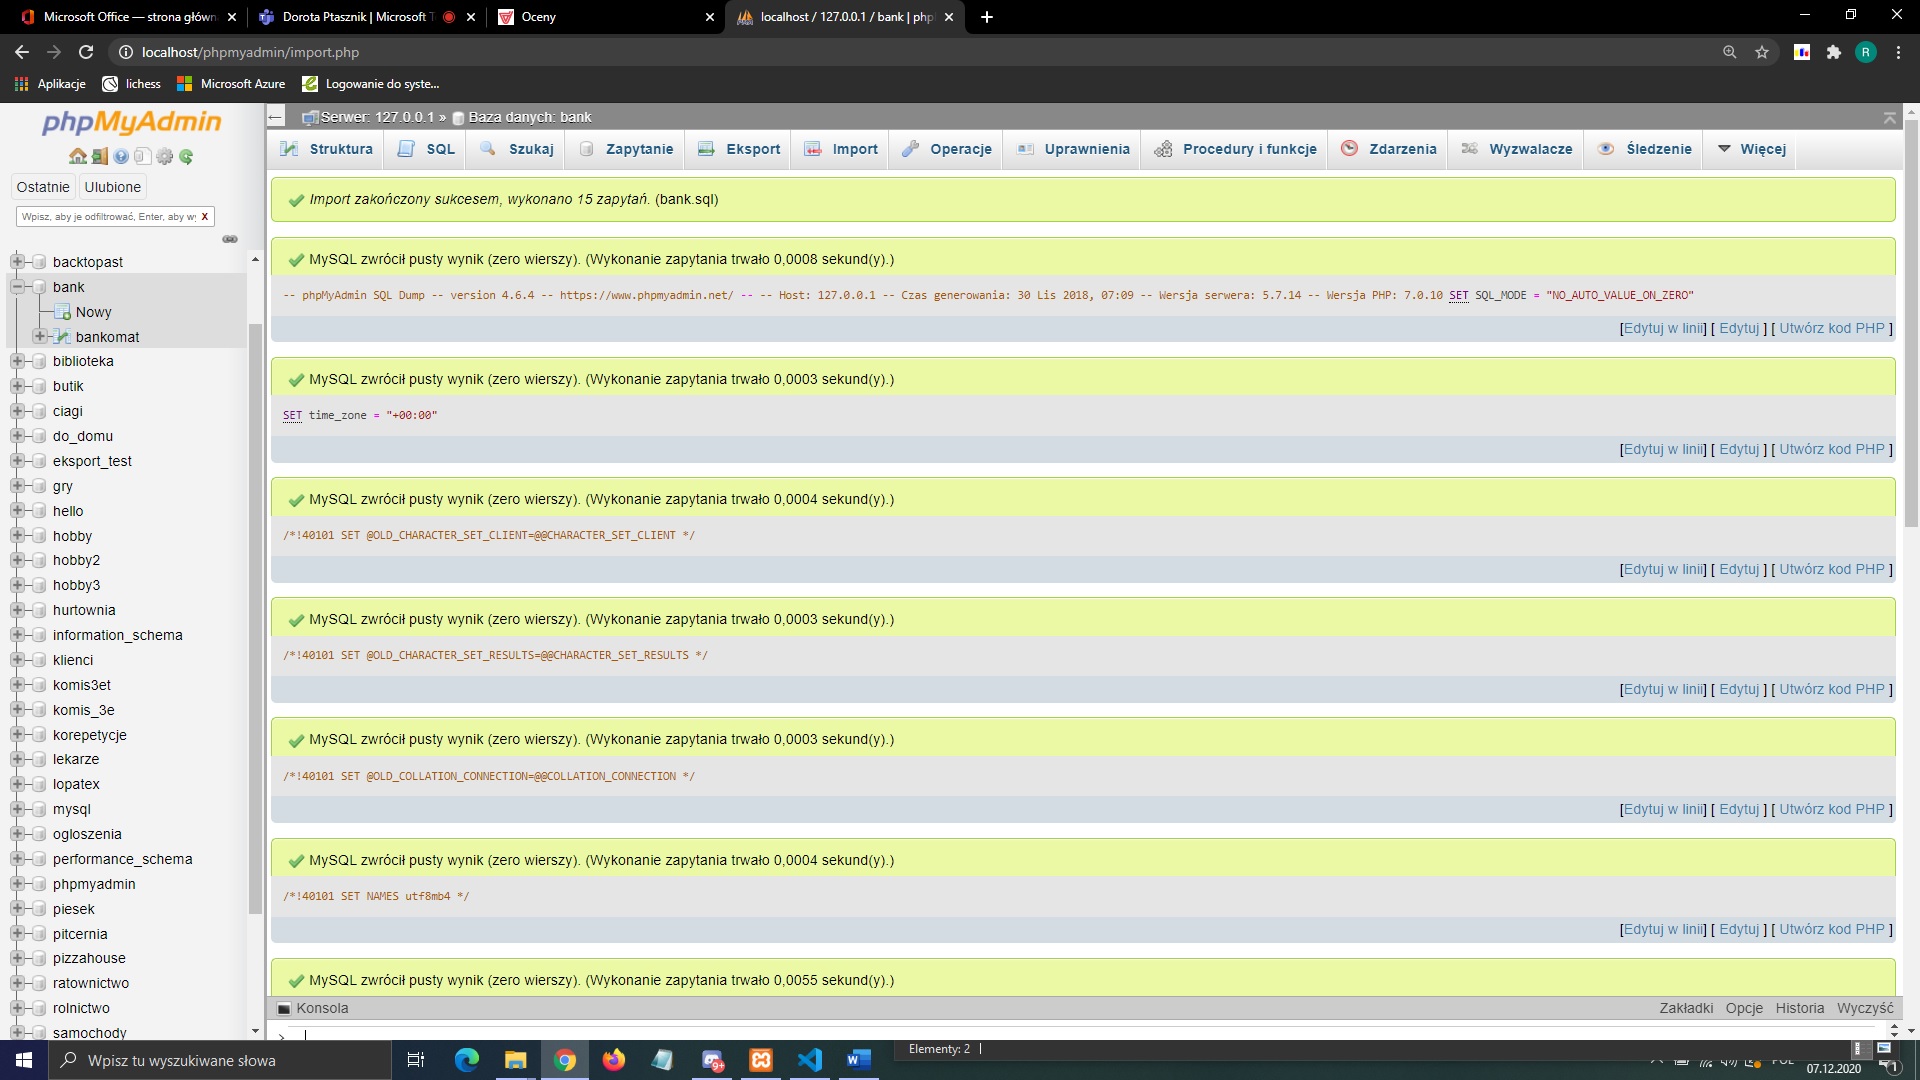 Microsoft Office — strona główn
Dorota Ptasznik | Microsoft T
Oceny
localhost / 127.0.0.1 / bank | php
localhost/phpmyadmin/import.php
R
Aplikacje
lichess
Microsoft Azure
Logowanie do syste...
phpMyAdmin
Ostatnie
Ulubione
Wpisz, aby je odfiltrować, Enter, aby wy
X
backtopast
bank
Nowy
bankomat
biblioteka
butik
ciagi
do_domu
eksport_test
gry
hello
hobby
hobby2
hobby3
hurtownia
information_schema
klienci
komis3et
komis_3e
korepetycje
lekarze
lopatex
mysql
ogloszenia
performance_schema
phpmyadmin
piesek
pitcernia
pizzahouse
ratownictwo
rolnictwo
samochody
Serwer: 127.0.0.1 » Baza danych: bank
Struktura
SQL
Szukaj
Zapytanie
Eksport
Import
Operacje
Uprawnienia
Procedury i funkcje
Zdarzenia
Wyzwalacze
Śledzenie
Więcej
Import zakończony sukcesem, wykonano 15 zapytań. (bank.sql)
MySQL zwrócił pusty wynik (zero wierszy). (Wykonanie zapytania trwało 0,0008 sekund(y).)
-- phpMyAdmin SQL Dump -- version 4.6.4 -- https://www.phpmyadmin.net/ -- -- Host: 127.0.0.1 -- Czas generowania: 30 Lis 2018, 07:09 -- Wersja serwera: 5.7.14 -- Wersja PHP: 7.0.10 SET SQL_MODE = "NO_AUTO_VALUE_ON_ZERO"
[Edytuj w linii] [ Edytuj ] [ Utwórz kod PHP ]
MySQL zwrócił pusty wynik (zero wierszy). (Wykonanie zapytania trwało 0,0003 sekund(y).)
SET time_zone = "+00:00"
[Edytuj w linii] [ Edytuj ] [ Utwórz kod PHP ]
MySQL zwrócił pusty wynik (zero wierszy). (Wykonanie zapytania trwało 0,0004 sekund(y).)
/*!40101 SET @OLD_CHARACTER_SET_CLIENT=@@CHARACTER_SET_CLIENT */
[Edytuj w linii] [ Edytuj ] [ Utwórz kod PHP ]
MySQL zwrócił pusty wynik (zero wierszy). (Wykonanie zapytania trwało 0,0003 sekund(y).)
/*!40101 SET @OLD_CHARACTER_SET_RESULTS=@@CHARACTER_SET_RESULTS */
[Edytuj w linii] [ Edytuj ] [ Utwórz kod PHP ]
MySQL zwrócił pusty wynik (zero wierszy). (Wykonanie zapytania trwało 0,0003 sekund(y).)
/*!40101 SET @OLD_COLLATION_CONNECTION=@@COLLATION_CONNECTION */
[Edytuj w linii] [ Edytuj ] [ Utwórz kod PHP ]
MySQL zwrócił pusty wynik (zero wierszy). (Wykonanie zapytania trwało 0,0004 sekund(y).)
/*!40101 SET NAMES utf8mb4 */
[Edytuj w linii] [ Edytuj ] [ Utwórz kod PHP ]
MySQL zwrócił pusty wynik (zero wierszy). (Wykonanie zapytania trwało 0,0055 sekund(y).)
Konsola
Zakładki
Opcje
Historia
Wyczyść
>
Wpisz tu wyszukiwane słowa
9+
Elementy: 2
POL
07.12.2020
1